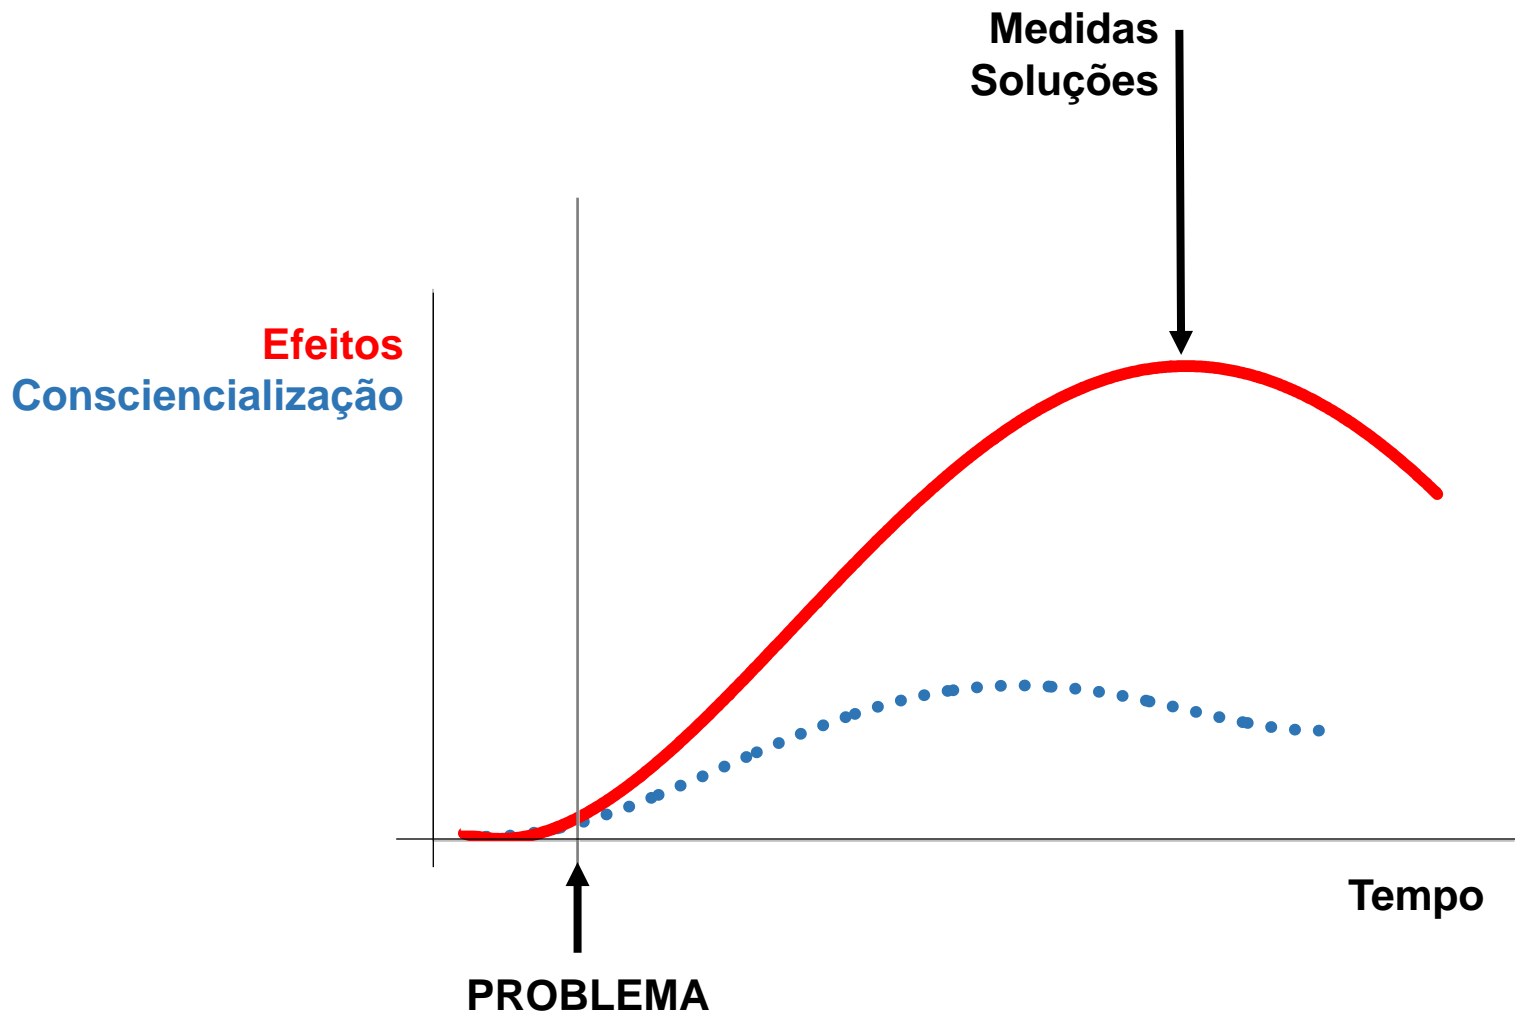 Medidas
Soluções
Efeitos
Consciencialização
Tempo
PROBLEMA